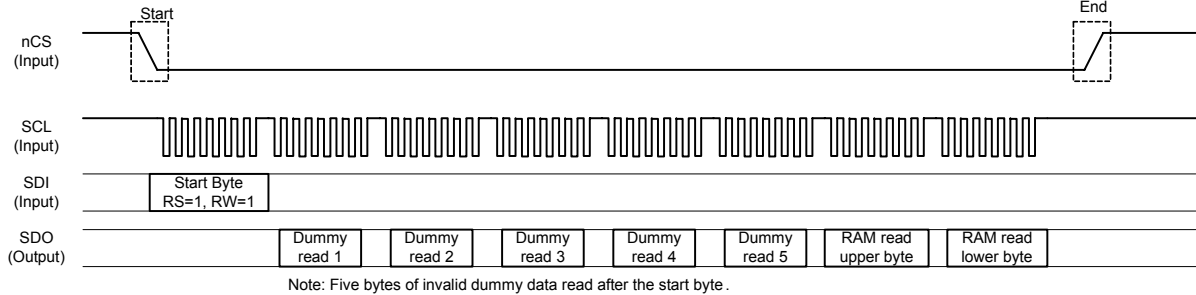 Start
End
nCS
(Input)
SCL
(Input)
SDI
(Input)
Start Byte
RS=1, RW=1
SDO
(Output)
Dummy
read 1
Dummy
read 2
Dummy
read 3
Dummy
read 4
Dummy
read 5
RAM read
upper byte
RAM read
lower byte
Note: Five bytes of invalid dummy data read after the start byte.